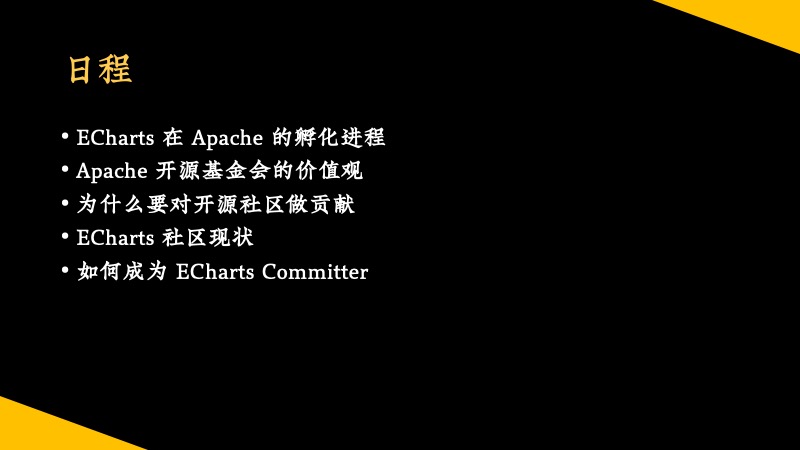 日程
• ECharts 在 Apache 的孵化进程
• Apache 开源基金会的价值观
• 为什么要对开源社区做贡献
• ECharts 社区现状
• 如何成为 ECharts Committer